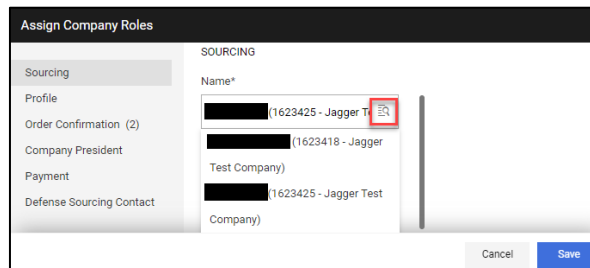 Assign Company Roles
SOURCING
Sourcing
Name*
Profile
(1623425 - Jagger
Order Confirmation (2)
(1623418 - Jagger
Company President
Test Company)
Payment
(1623425 - Jagger Test
Defense Sourcing Contact
Company)
Cancel
Save